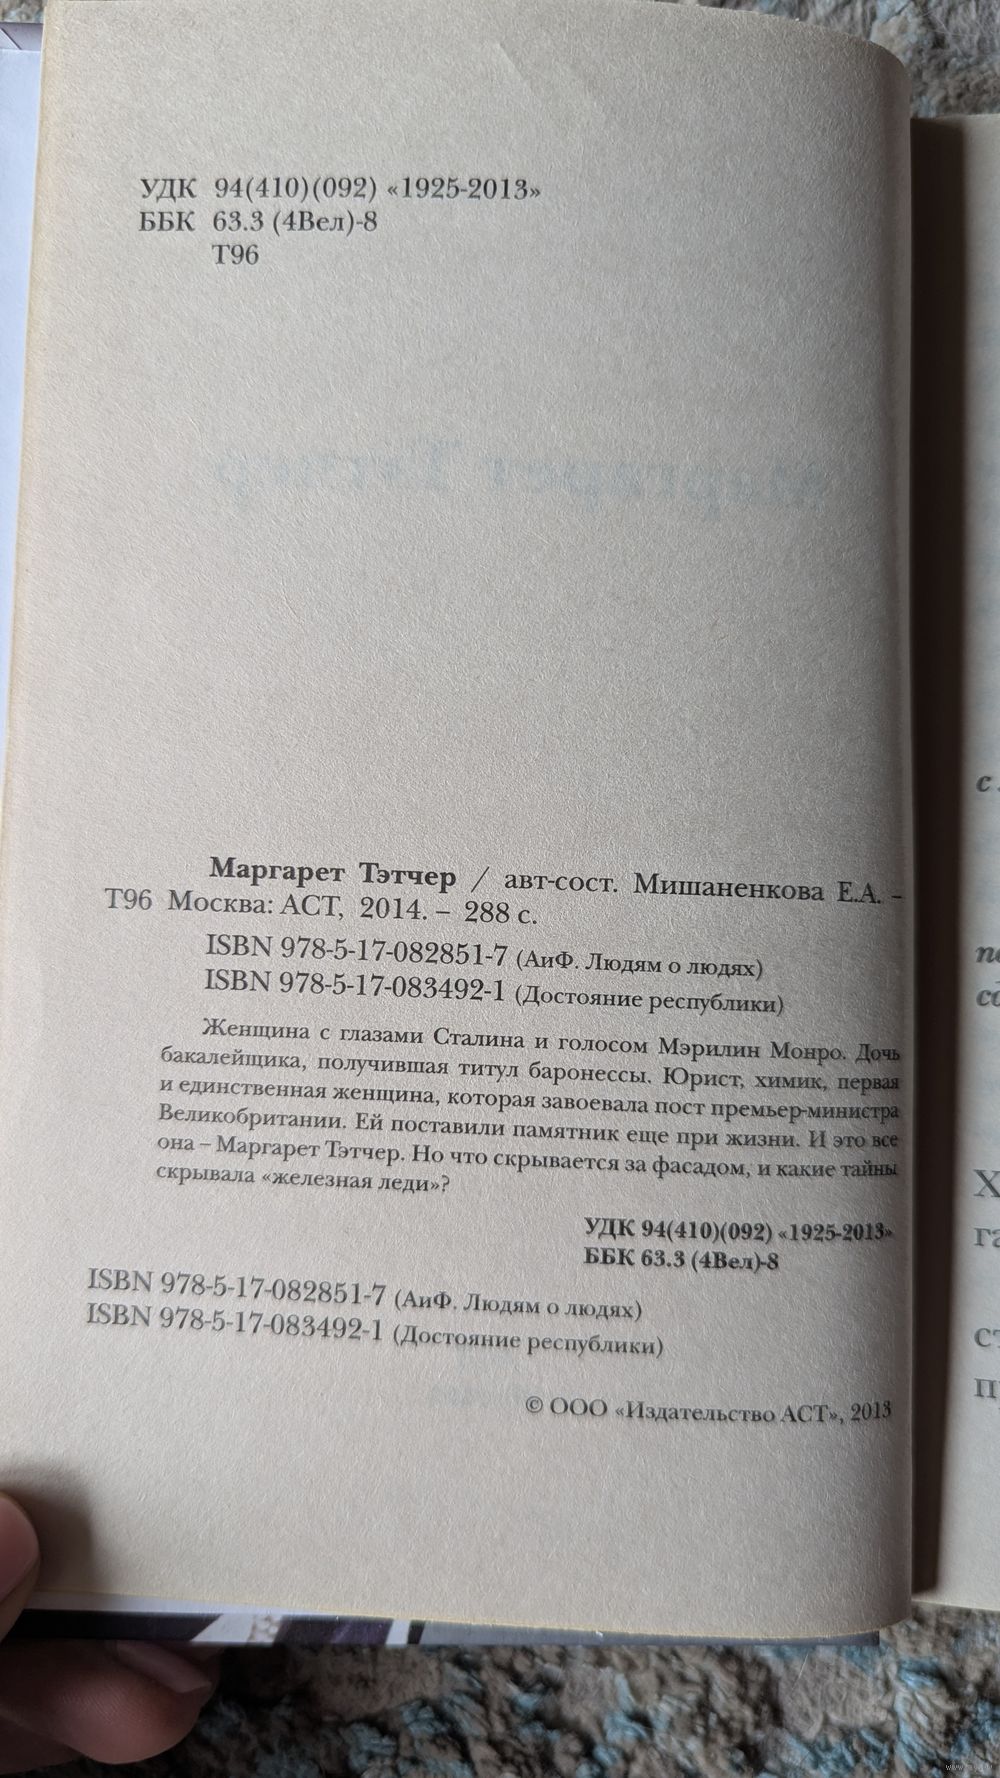 УДК 94(410)(092) «1925-2013»
ББК 63.3 (4Вел)-8
Т96
Маргарет Тэтчер / авт-сост. Мишаненкова Е.А. –
Т96 Москва: АСТ, 2014. – 288 с.
ISBN 978-5-17-082851-7 (АиФ. Людям о людях)
ISBN 978-5-17-083492-1 (Достояние республики)
Женщина с глазами Сталина и голосом Мэрилин Монро. Дочь
бакалейщика, получившая титул баронессы. Юрист, химик, первая
и единственная женщина, которая завоевала пост премьер-министра
Великобритании. Ей поставили памятник еще при жизни. И это все
она – Маргарет Тэтчер. Но что скрывается за фасадом, и какие тайны
скрывала «железная леди»?
УДК 94(410)(092) «1925-2013»
ББК 63.3 (4Вел)-8
ISBN 978-5-17-082851-7 (АиФ. Людям о людях)
ISBN 978-5-17-083492-1 (Достояние республики)
© ООО «Издательство АСТ», 2013